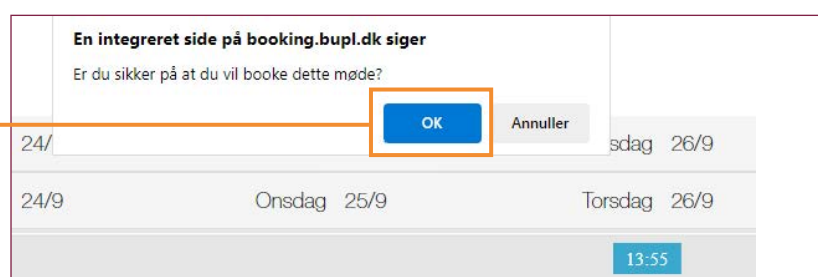 En integreret side på booking.bupl.dk siger
Er du sikker på at du vil booke dette møde?
OK Annuller
24/ sdag 26/9
24/9 Onsdag 25/9 Torsdag 26/9
13:55